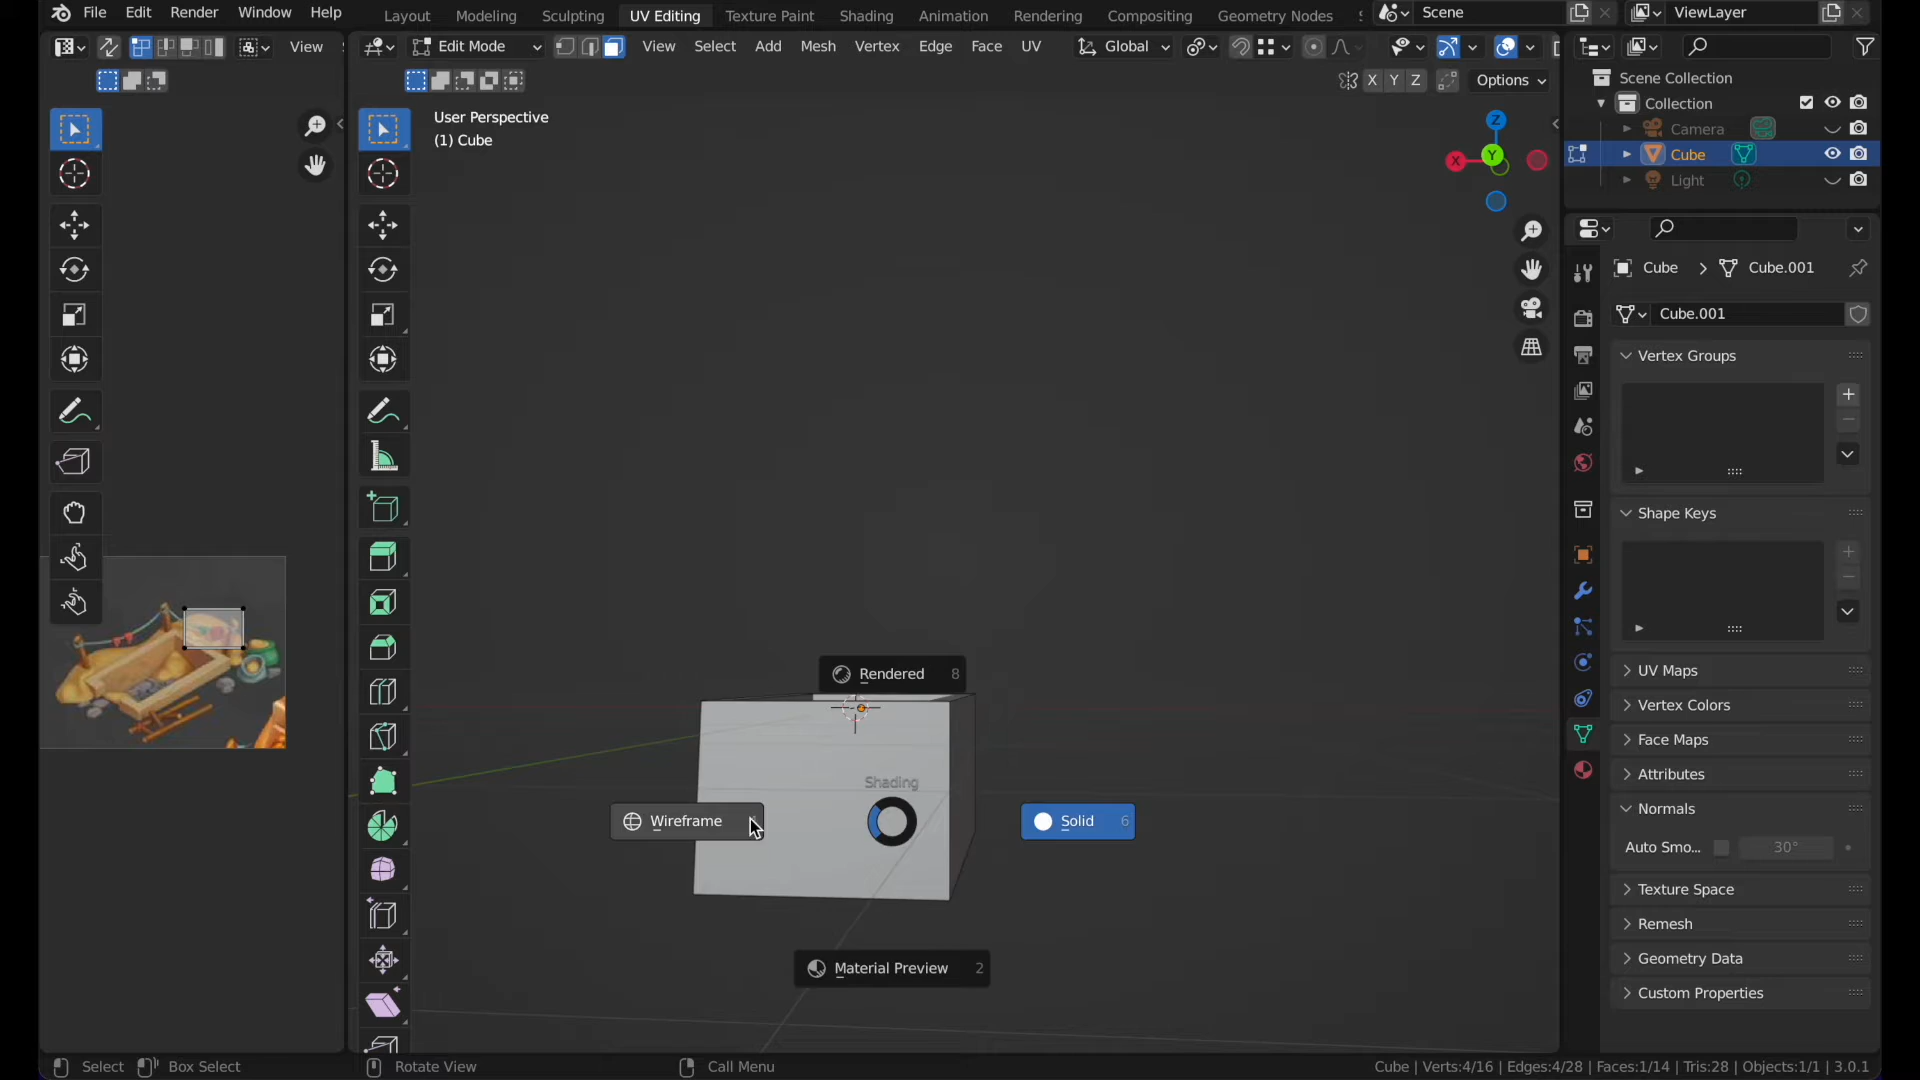 File Edit Render Window Help Layout Modeling Sculpting UV Editing Texture Paint Shading Animation Rendering Compositing Geometry Nodes Scene ViewLayer
View Edit Mode View Select Add Mesh Vertex Edge Face UV Global
X Y Z Options
Scene Collection
Collection
Camera
Cube
Light
User Perspective
(1) Cube
Z
X
Y
Cube Cube.001
Cube.001
Vertex Groups
Shape Keys
UV Maps
Vertex Colors
Face Maps
Attributes
Normals
Auto Smo... 30°
Texture Space
Remesh
Geometry Data
Custom Properties
Rendered 8
Shading
Wireframe
Solid 6
Material Preview 2
Select Box Select Rotate View Call Menu Cube | Verts:4/16 | Edges:4/28 | Faces:1/14 | Tris:28 | Objects:1/1 | 3.0.1